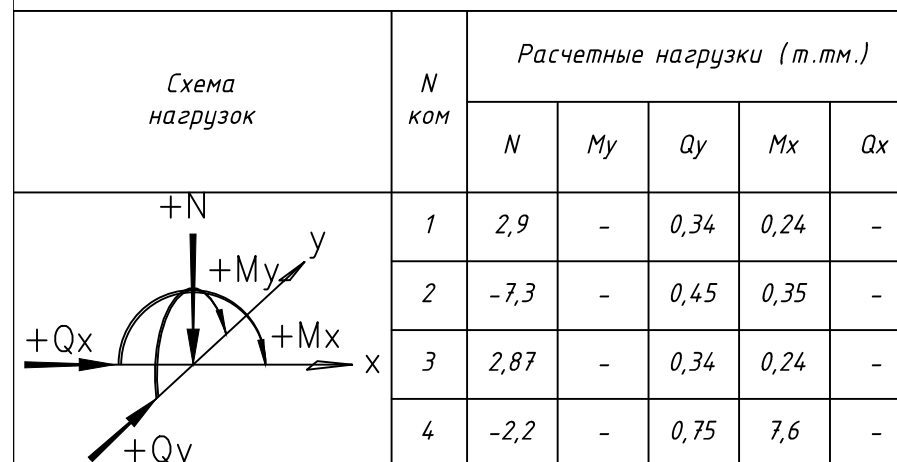 Схема
нагрузок
N
ком
Расчетные нагрузки (т.тм.)
N My Qy Mx Qx
1 2,9 - 0,34 0,24 -
2 -7,3 - 0,45 0,35 -
3 2,87 - 0,34 0,24 -
4 -2,2 - 0,75 7,6 -
+N
y
+My
+Qx
+Mx
x
+Qy